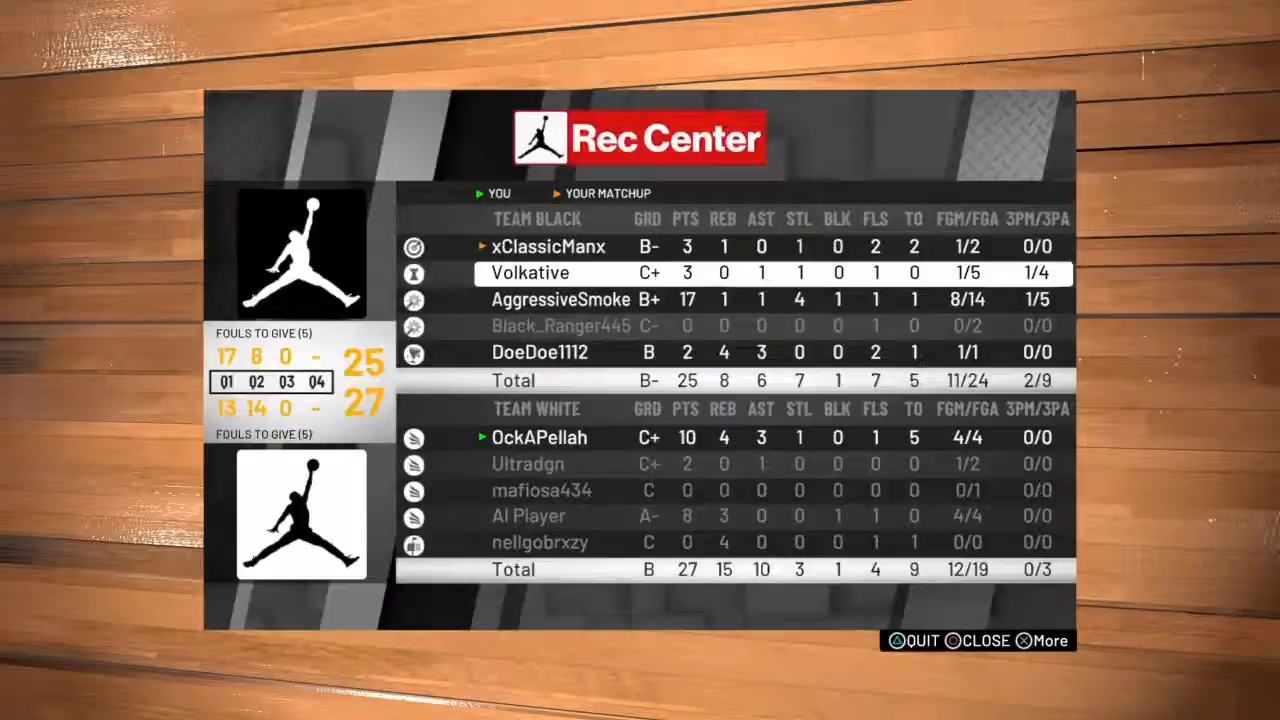 Rec Center
YOU YOUR MATCHUP
TEAM BLACK GRD PTS REB AST STL BLK FLS TO FGM/FGA 3PM/3PA
xClassicManx B- 3 1 0 1 0 2 2 1/2 0/0
Volkative C+ 3 0 1 1 0 1 0 1/5 1/4
AggressiveSmoke B+ 17 1 1 4 1 1 1 8/14 1/5
Black_Ranger445 C- 0 0 0 0 0 1 0 0/2 0/0
DoeDoe1112 B 2 4 3 0 0 2 1 1/1 0/0
Total B- 25 8 6 7 1 7 5 11/24 2/9
FOULS TO GIVE (5)
17 8 0 - 25
Q1 Q2 Q3 Q4
13 14 0 - 27
FOULS TO GIVE (5)
TEAM WHITE GRD PTS REB AST STL BLK FLS TO FGM/FGA 3PM/3PA
OckAPellah C+ 10 4 3 1 0 1 5 4/4 0/0
Ultradgn C+ 2 0 1 0 0 0 0 1/2 0/0
mafiosa434 C 0 0 0 0 0 0 0 0/1 0/0
AI Player A- 8 3 0 0 1 1 0 4/4 0/0
nellgobrxzy C 0 4 0 0 0 1 1 0/0 0/0
Total B 27 15 10 3 1 4 9 12/19 0/3
QUIT CLOSE More